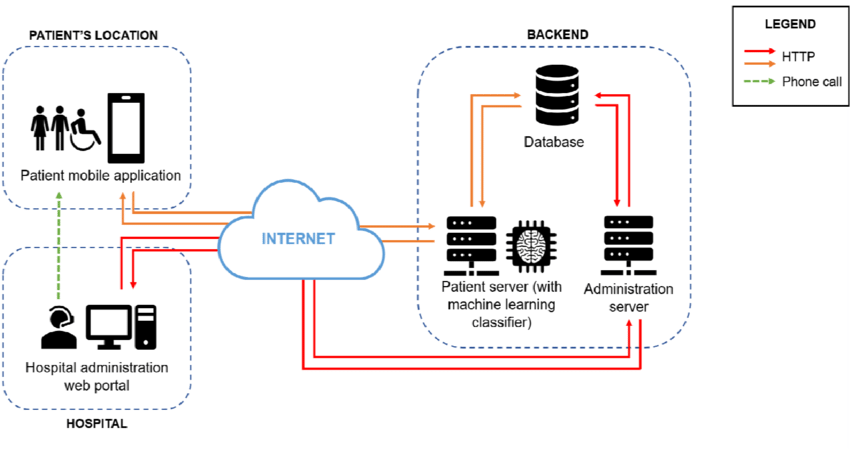 PATIENT'S LOCATION
Patient mobile application
INTERNET
Hospital administration
web portal
HOSPITAL
BACKEND
Database
Patient server (with
machine learning
classifier)
Administration
server
LEGEND
HTTP
Phone call